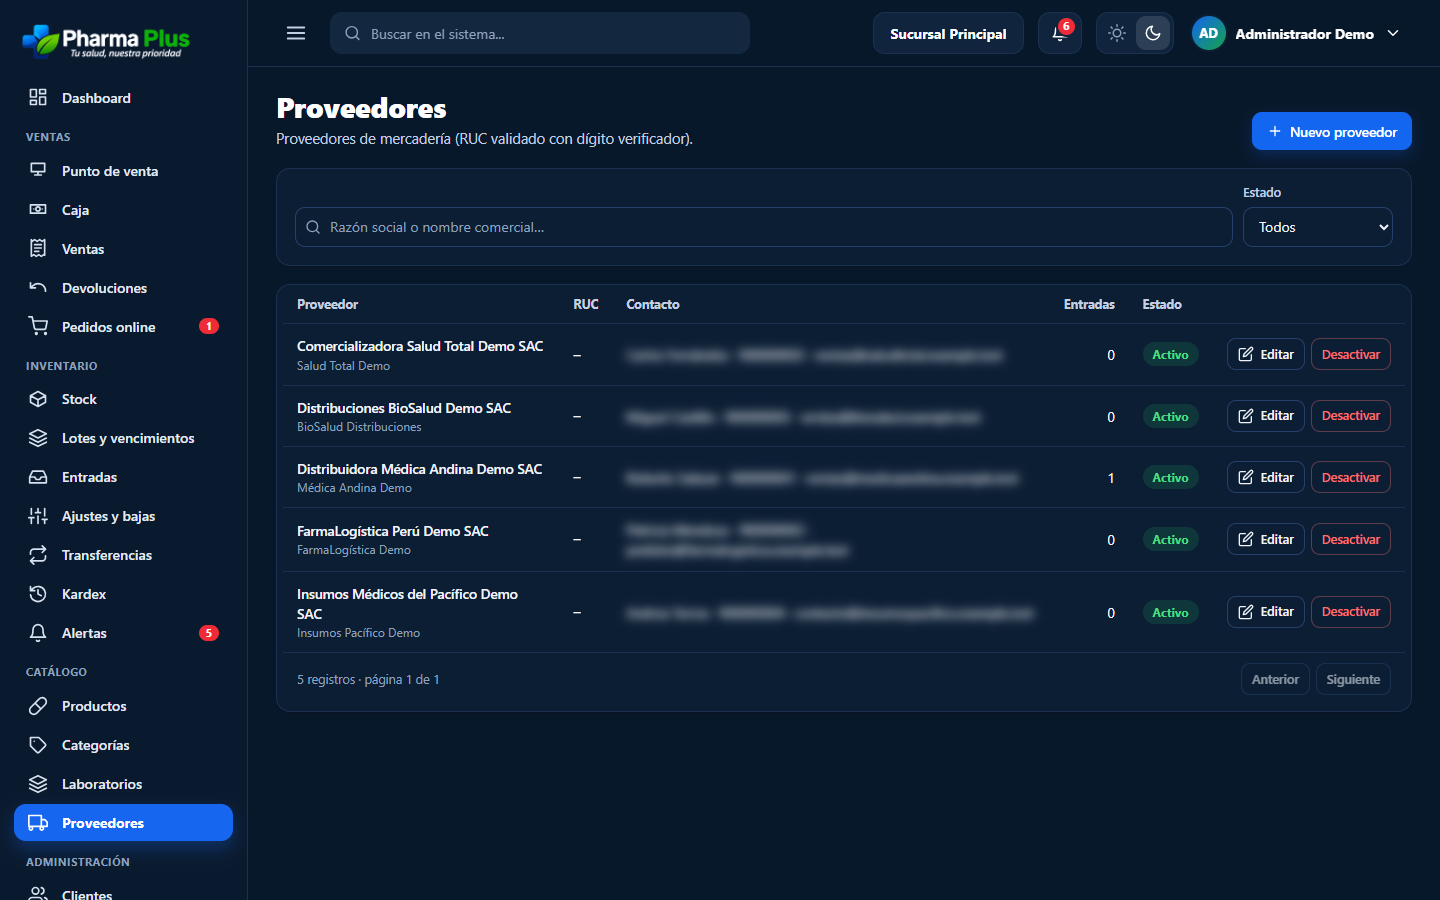 Pharma Plus
Tu salud, nuestra prioridad
Buscar en el sistema...
Sucursal Principal
6
AD
Administrador Demo
Dashboard
VENTAS
Punto de venta
Caja
Ventas
Devoluciones
Pedidos online 1
INVENTARIO
Stock
Lotes y vencimientos
Entradas
Ajustes y bajas
Transferencias
Kardex
Alertas 5
CATÁLOGO
Productos
Categorías
Laboratorios
Proveedores
ADMINISTRACIÓN
Clientes
Proveedores
Proveedores de mercadería (RUC validado con dígito verificador).
+ Nuevo proveedor
Estado
Razón social o nombre comercial...
Todos
Proveedor RUC Contacto Entradas Estado
Comercializadora Salud Total Demo SAC
Salud Total Demo
– 0 Activo Editar Desactivar
Distribuciones BioSalud Demo SAC
BioSalud Distribuciones
– 0 Activo Editar Desactivar
Distribuidora Médica Andina Demo SAC
Médica Andina Demo
– 1 Activo Editar Desactivar
FarmaLogística Perú Demo SAC
FarmaLogística Demo
– 0 Activo Editar Desactivar
Insumos Médicos del Pacífico Demo
SAC
Insumos Pacífico Demo
– 0 Activo Editar Desactivar
5 registros · página 1 de 1
Anterior Siguiente